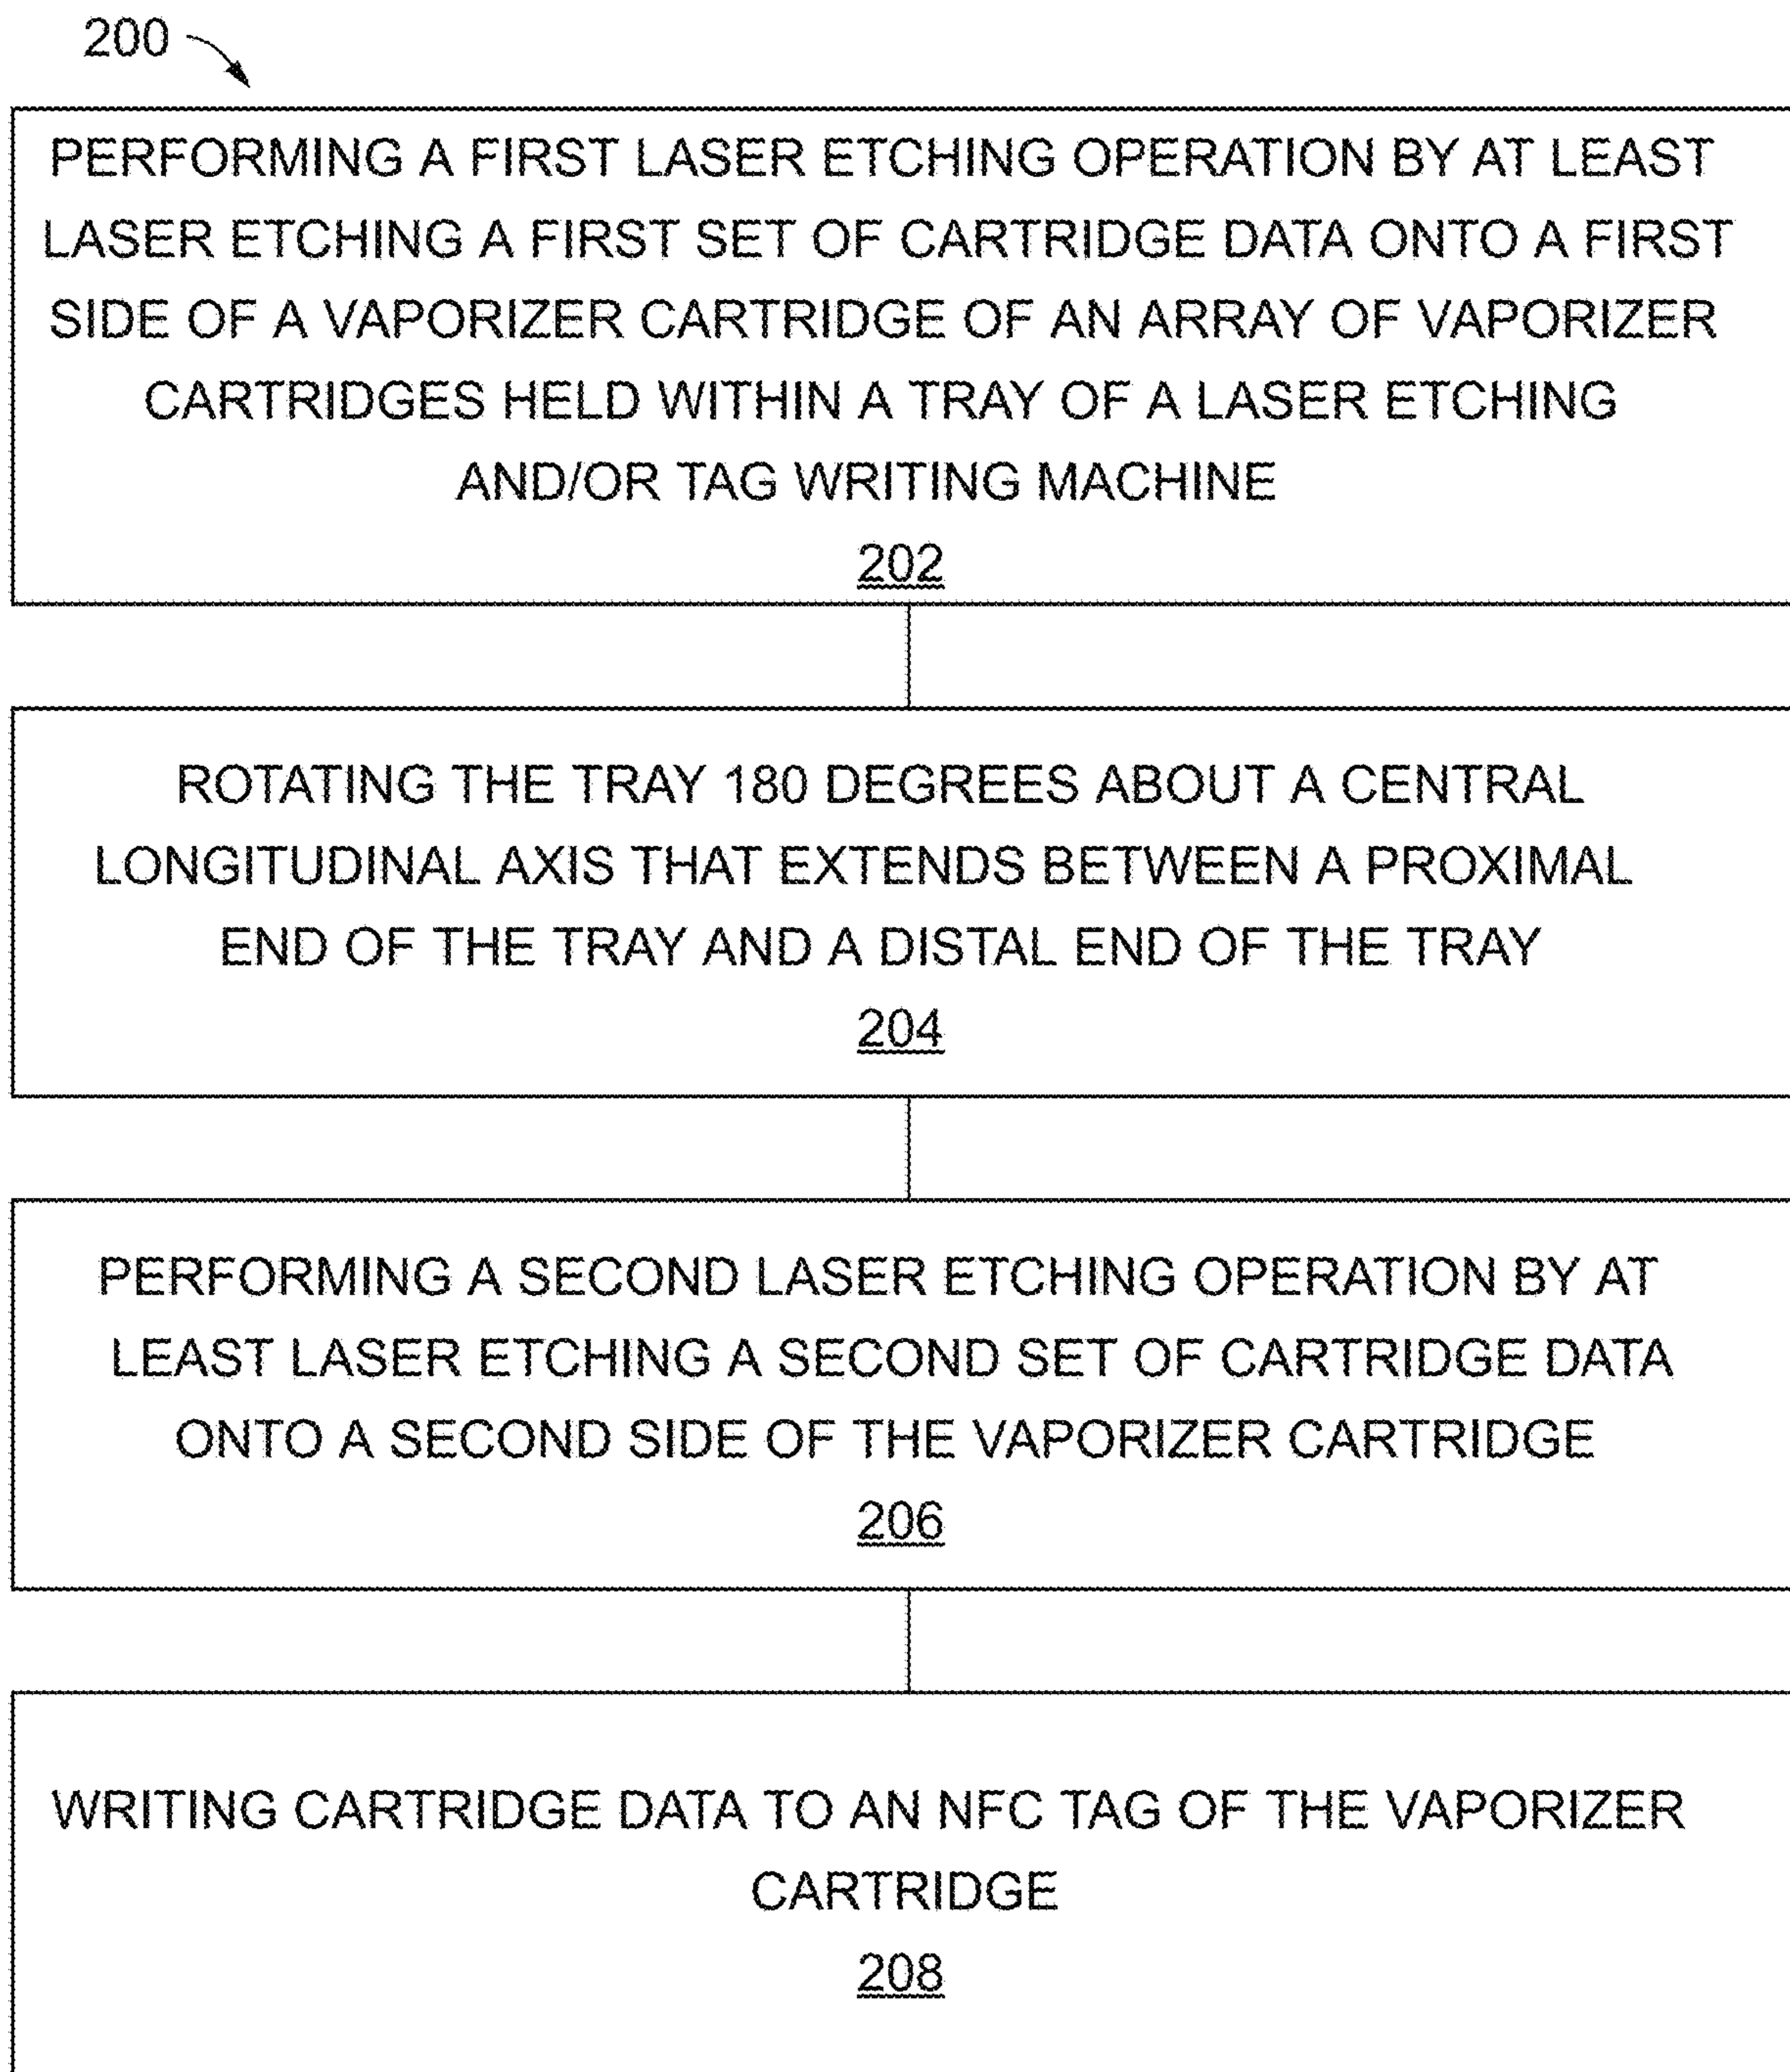 200
PERFORMING A FIRST LASER ETCHING OPERATION BY AT LEAST
LASER ETCHING A FIRST SET OF CARTRIDGE DATA ONTO A FIRST
SIDE OF A VAPORIZER CARTRIDGE OF AN ARRAY OF VAPORIZER
CARTRIDGES HELD WITHIN A TRAY OF A LASER ETCHING
AND/OR TAG WRITING MACHINE
202
ROTATING THE TRAY 180 DEGREES ABOUT A CENTRAL
LONGITUDINAL AXIS THAT EXTENDS BETWEEN A PROXIMAL
END OF THE TRAY AND A DISTAL END OF THE TRAY
204
PERFORMING A SECOND LASER ETCHING OPERATION BY AT
LEAST LASER ETCHING A SECOND SET OF CARTRIDGE DATA
ONTO A SECOND SIDE OF THE VAPORIZER CARTRIDGE
206
WRITING CARTRIDGE DATA TO AN NFC TAG OF THE VAPORIZER
CARTRIDGE
208